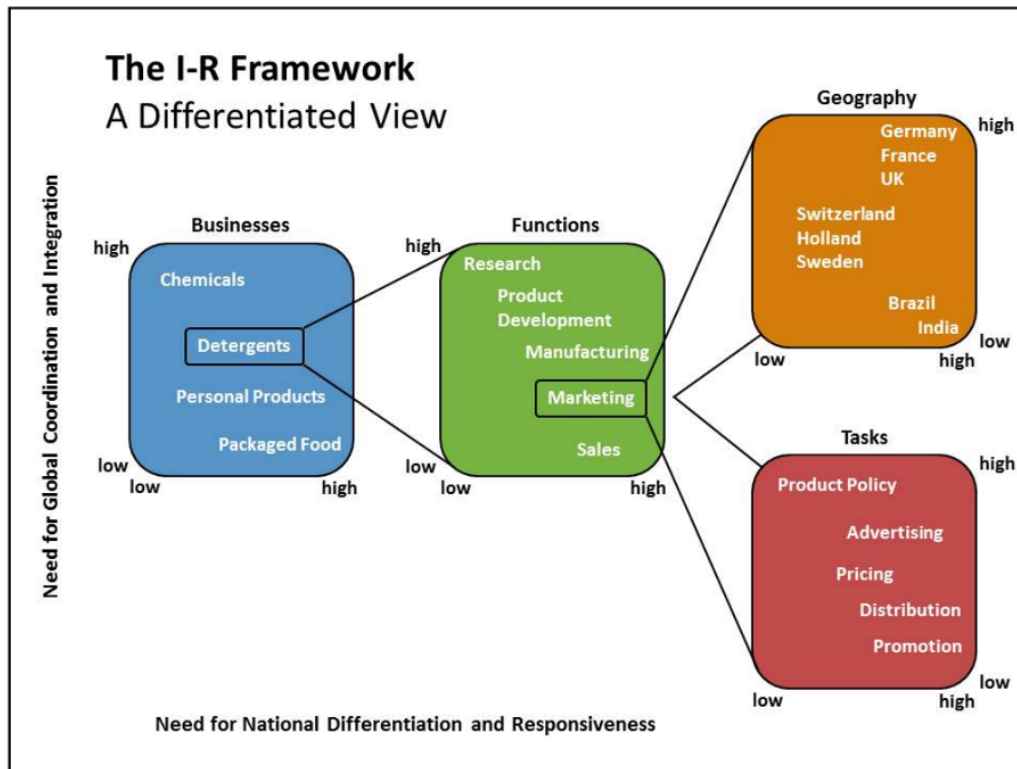 The I-R Framework
A Differentiated View
Need for Global Coordination and Integration
Businesses
high
Chemicals
Detergents
Personal Products
Packaged Food
low
low
high
Functions
high
Research
Product
Development
Manufacturing
Marketing
Sales
low
low
high
Geography
high
Germany
France
UK
Switzerland
Holland
Sweden
Brazil
India
low
low
high
Tasks
high
Product Policy
Advertising
Pricing
Distribution
Promotion
low
low
high
Need for National Differentiation and Responsiveness